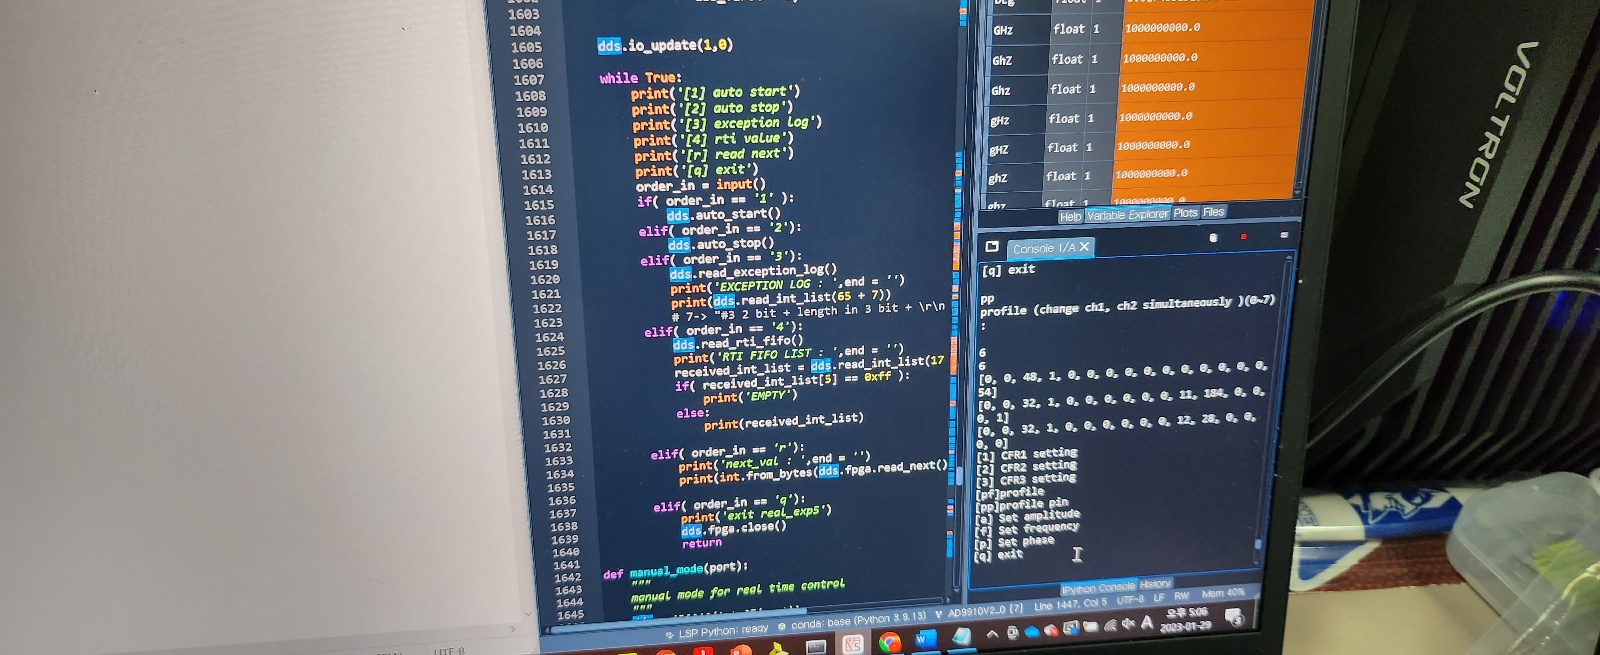 1603
1604
1605 dds.io_update(1,0)
1606
1607 while True:
1608 print('[1] auto start')
1609 print('[2] auto stop')
1610 print('[3] exception log')
1611 print('[4] rti value')
1612 print('[r] read next')
1613 print('[q] exit')
1614 order_in = input()
1615 if( order_in == '1' ):
1616 dds.auto_start()
1617 elif( order_in == '2'):
1618 dds.auto_stop()
1619 elif( order_in == '3'):
1620 dds.read_exception_log()
1621 print('EXCEPTION LOG : ',end = '')
1622 print(dds.read_int_list(65 + 7))
1623 # 7-> "#3 2 bit + length in 3 bit + \r\n
1624 elif( order_in == '4'):
1625 dds.read_rti_fifo()
1626 print('RTI FIFO LIST : ',end = '')
1627 received_int_list = dds.read_int_list(17
1628 if( received_int_list[5] == 0xff ):
1629 print('EMPTY')
1630 else:
1631 print(received_int_list)
1632
1633 elif( order_in == 'r'):
1634 print('next_val : ',end = '')
1635 print(int.from_bytes(dds.fpga.read_next()
1636
1637 elif( order_in == 'q'):
1638 print('exit real_exp5')
1639 dds.fpga.close()
1640 return
1641
1642 def manual_mode(port):
1643 """
1644 manual mode for real time control
1645 """
GHz float 1 1000000000.0
GhZ float 1 1000000000.0
Ghz float 1 1000000000.0
gHz float 1 1000000000.0
gHZ float 1 1000000000.0
ghZ float 1 1000000000.0
ghz float 1 1000000000.0
Help Variable Explorer Plots Files
Console 1/A
[q] exit
pp
profile (change ch1, ch2 simultaneously )(0~7)
:
6
6
[0, 0, 48, 1, 0, 0, 0, 0, 0, 0, 0, 0, 0, 0,
54]
[0, 0, 32, 1, 0, 0, 0, 0, 0, 0, 11, 184, 0, 0,
0, 1]
[0, 0, 32, 1, 0, 0, 0, 0, 0, 0, 12, 28, 0, 0,
0, 0]
[1] CFR1 setting
[2] CFR2 setting
[3] CFR3 setting
[pf]profile
[pp]profile pin
[a] Set amplitude
[f] Set frequency
[p] Set phase
[q] exit
IPython Console History
LSP Python: ready conda: base (Python 3.9.13) AD9910V2_0 [7] Line 1447, Col 5 UTF-8 LF RW Mem 40%
A 오후 5:06
2023-01-29
3
UTF-8
VOLTRON